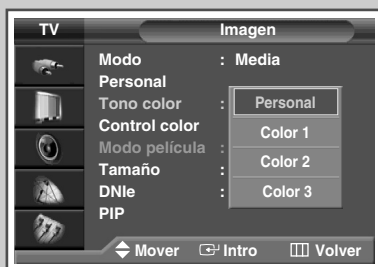 TV Imagen
Modo : Media
Personal
Tono color : Personal
Control color Color 1
Modo película : Color 2
Tamaño :
DNIe : Color 3
PIP
Mover Intro Volver